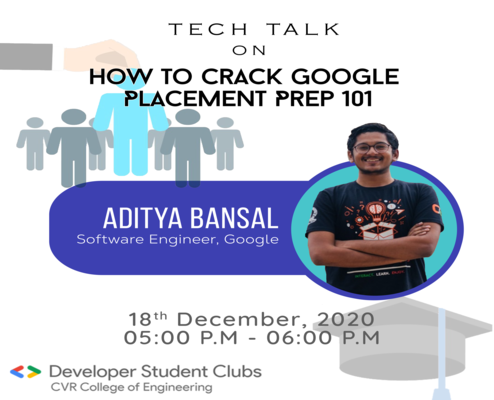 TECH TALK
ON
HOW TO CRACK GOOGLE
PLACEMENT PREP 101
ADITYA BANSAL
Software Engineer, Google
18th December, 2020
05:00 P.M - 06:00 P.M
Developer Student Clubs
CVR College of Engineering